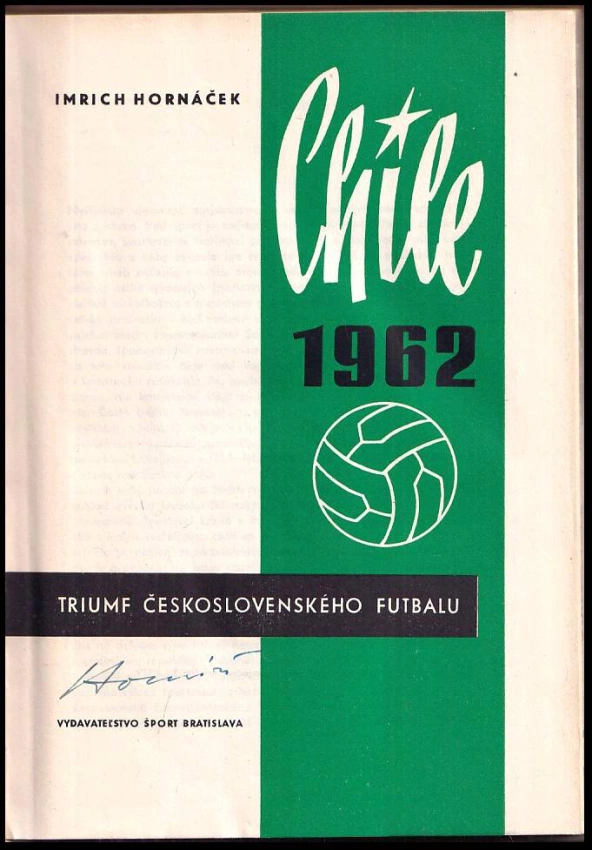 IMRICH HORNÁČEK
Chile
1962
TRIUMF ČESKOSLOVENSKÉHO FUTBALU
VYDAVATEĽSTVO ŠPORT BRATISLAVA